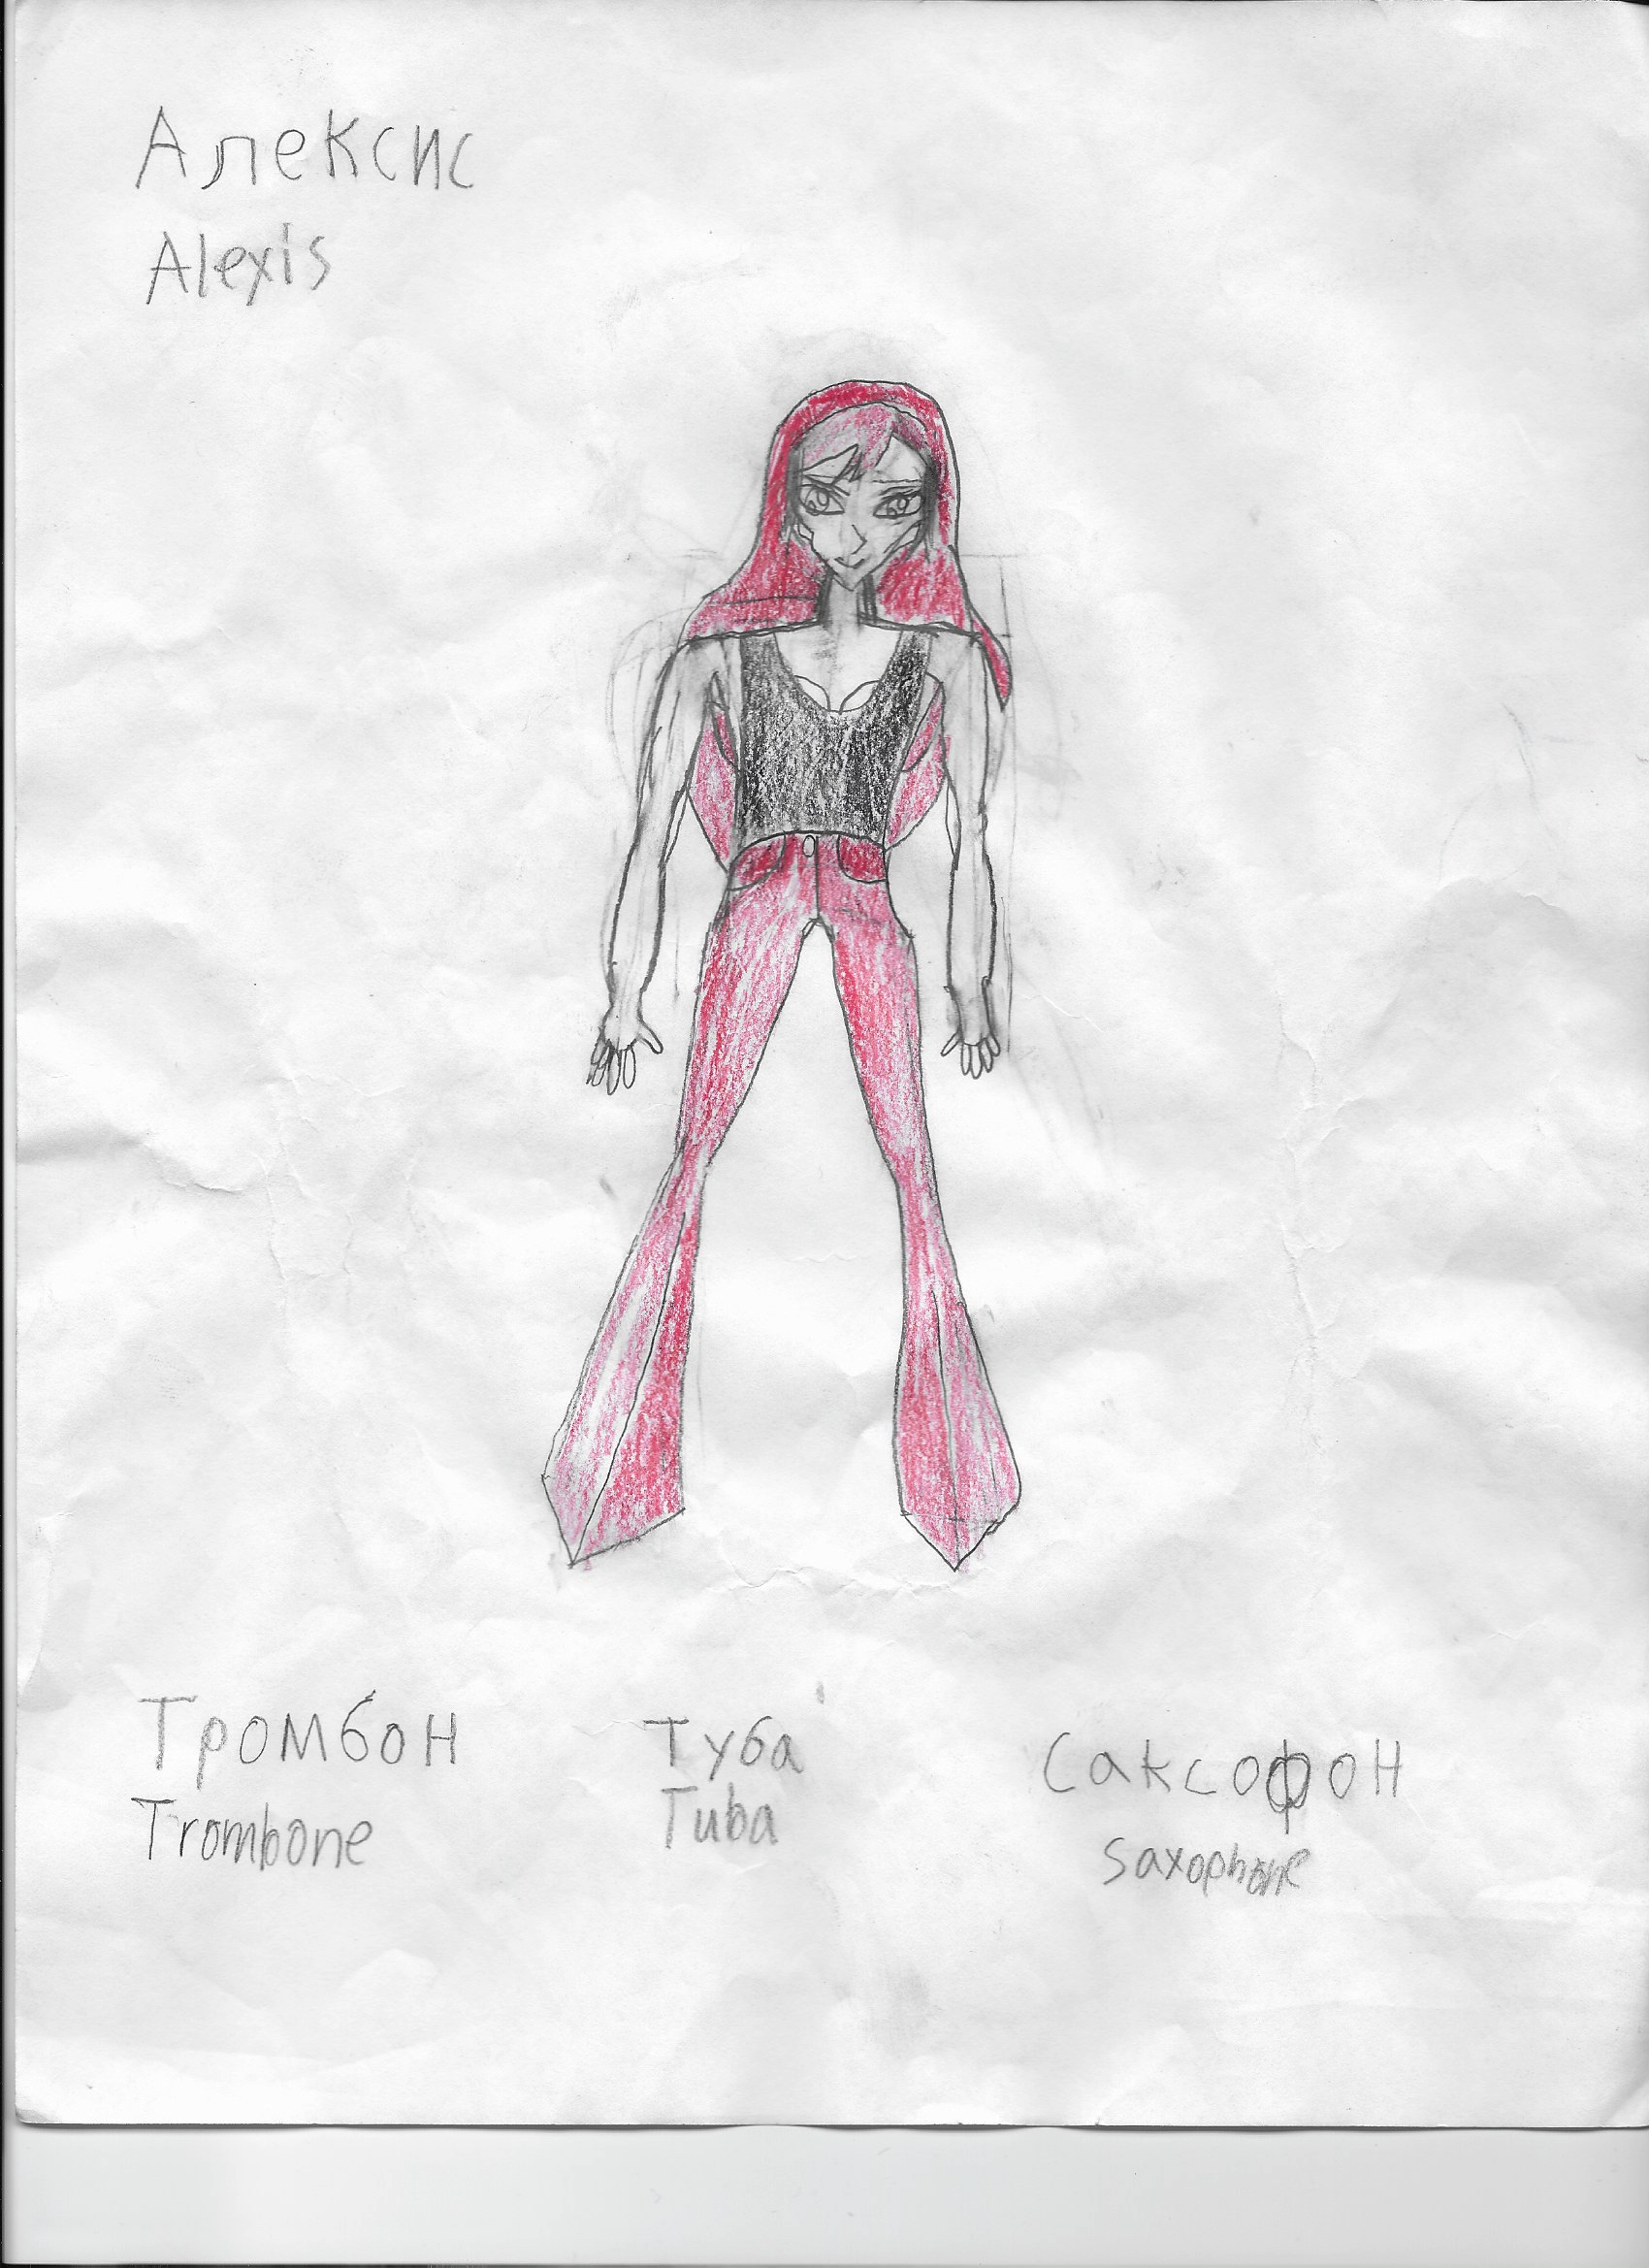 Алексис
Alexis
Тромбон
Trombone
Туба
Tuba
Саксофон
saxophone